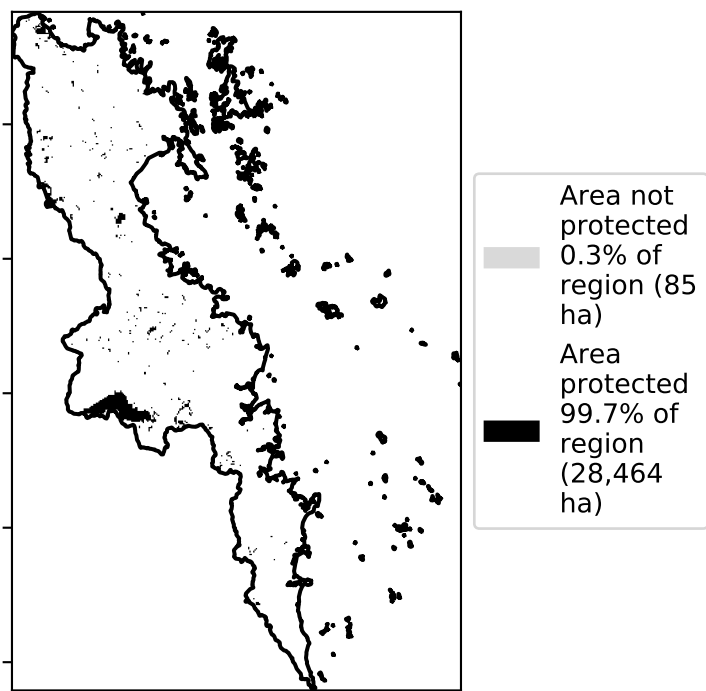 Area not
protected
0.3% of
region (85
ha)
Area
protected
99.7% of
region
(28,464
ha)